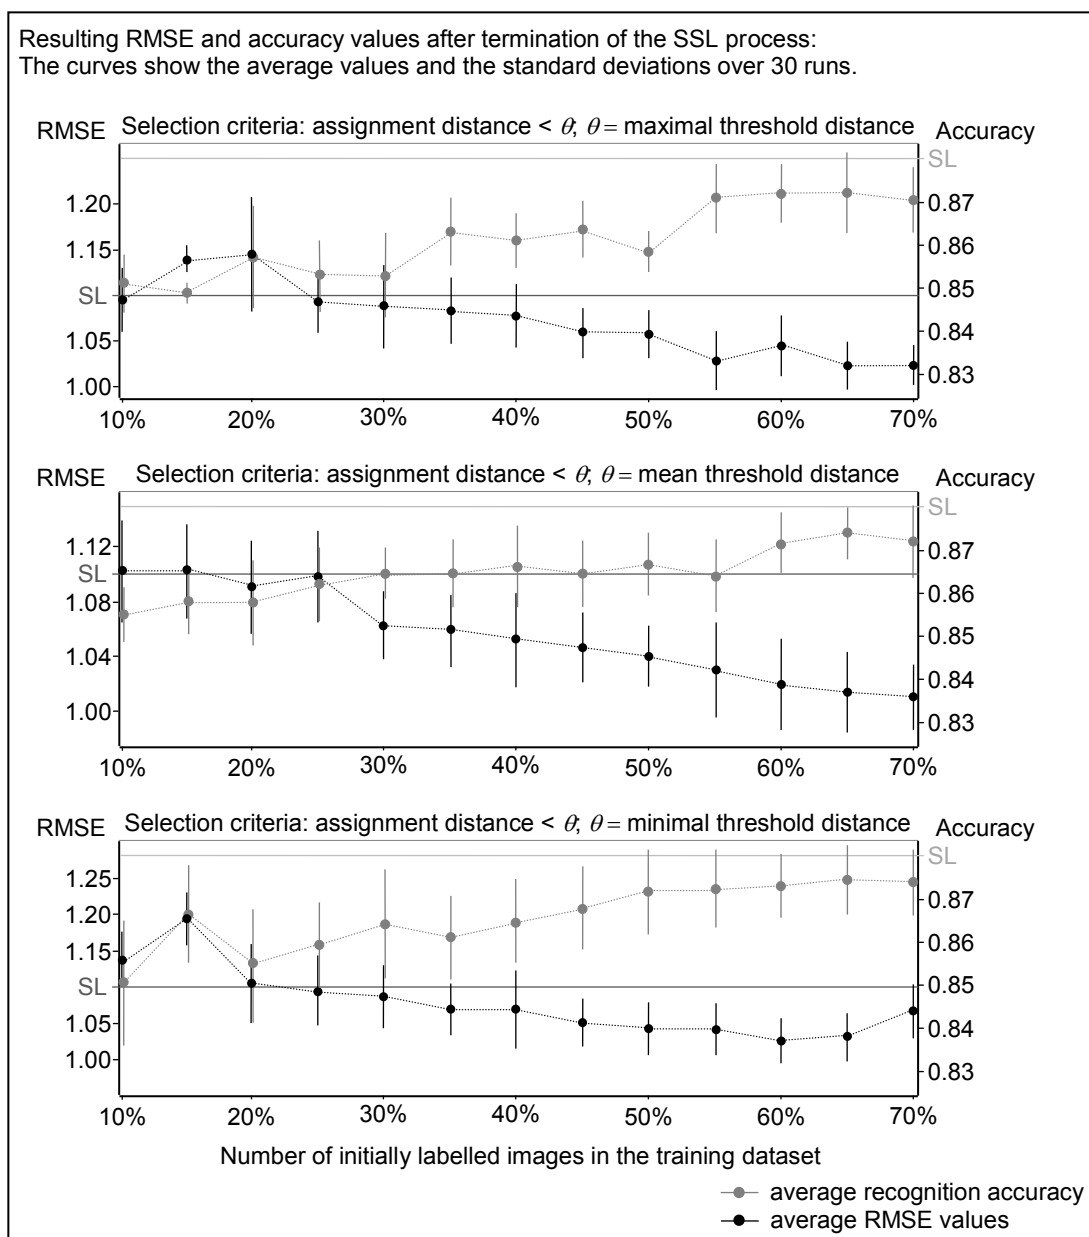 Resulting RMSE and accuracy values after termination of the SSL process:
The curves show the average values and the standard deviations over 30 runs.
RMSE Selection criteria: assignment distance < θ; θ = maximal threshold distance Accuracy
SL
1.20 0.87
1.15 0.86
SL 0.85
1.05 0.84
1.00 0.83
10% 20% 30% 40% 50% 60% 70%
RMSE Selection criteria: assignment distance < θ; θ = mean threshold distance Accuracy
SL
1.12 0.87
SL
1.08 0.86
1.04 0.85
0.84
1.00 0.83
10% 20% 30% 40% 50% 60% 70%
RMSE Selection criteria: assignment distance < θ; θ = minimal threshold distance Accuracy
SL
1.25 0.87
1.20
1.15 0.86
SL 0.85
1.05 0.84
1.00 0.83
10% 20% 30% 40% 50% 60% 70%
Number of initially labelled images in the training dataset
average recognition accuracy
average RMSE values